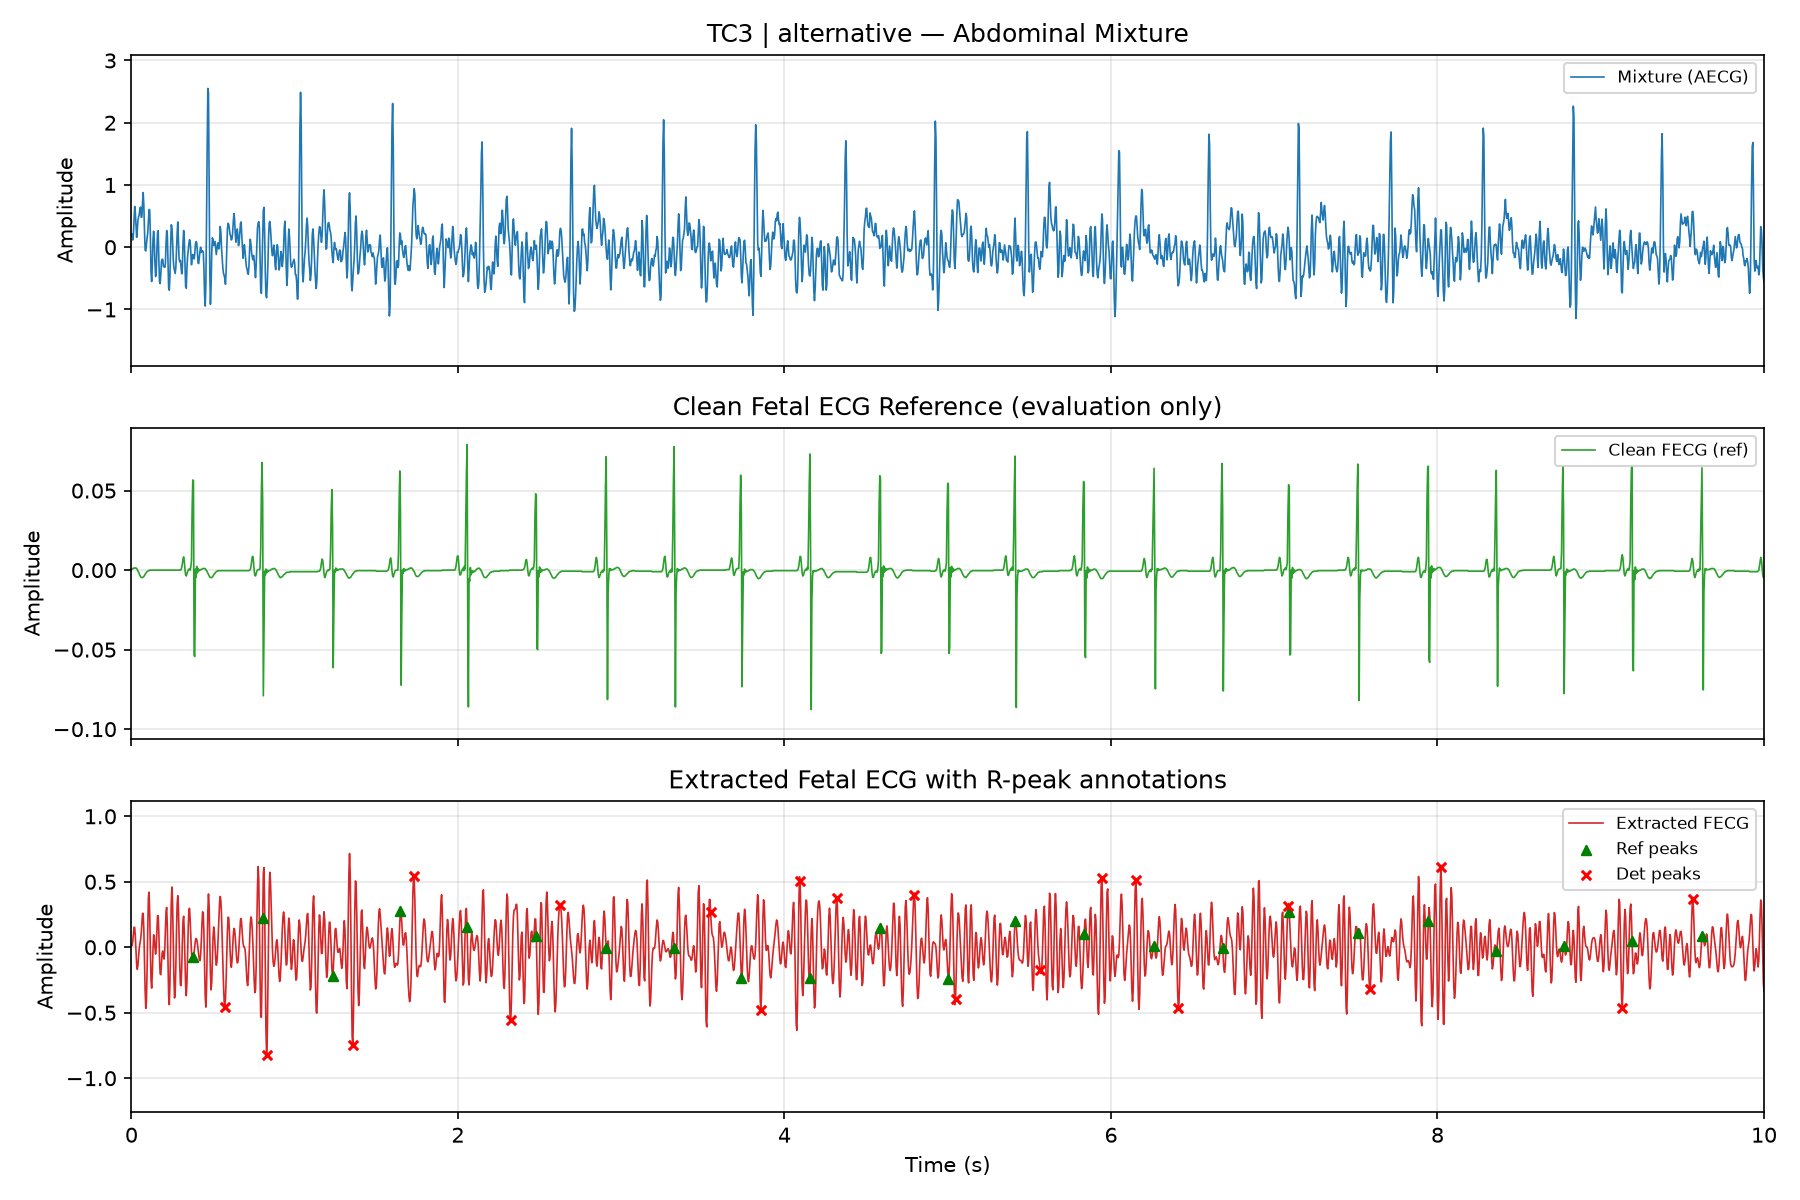 TC3 | alternative — Abdominal Mixture
3
2
1
0
−1
Amplitude
Mixture (AECG)
Clean Fetal ECG Reference (evaluation only)
0.05
0.00
−0.05
−0.10
Amplitude
Clean FECG (ref)
Extracted Fetal ECG with R-peak annotations
1.0
0.5
0.0
−0.5
−1.0
Amplitude
Extracted FECG
Ref peaks
Det peaks
0 2 4 6 8 10
Time (s)